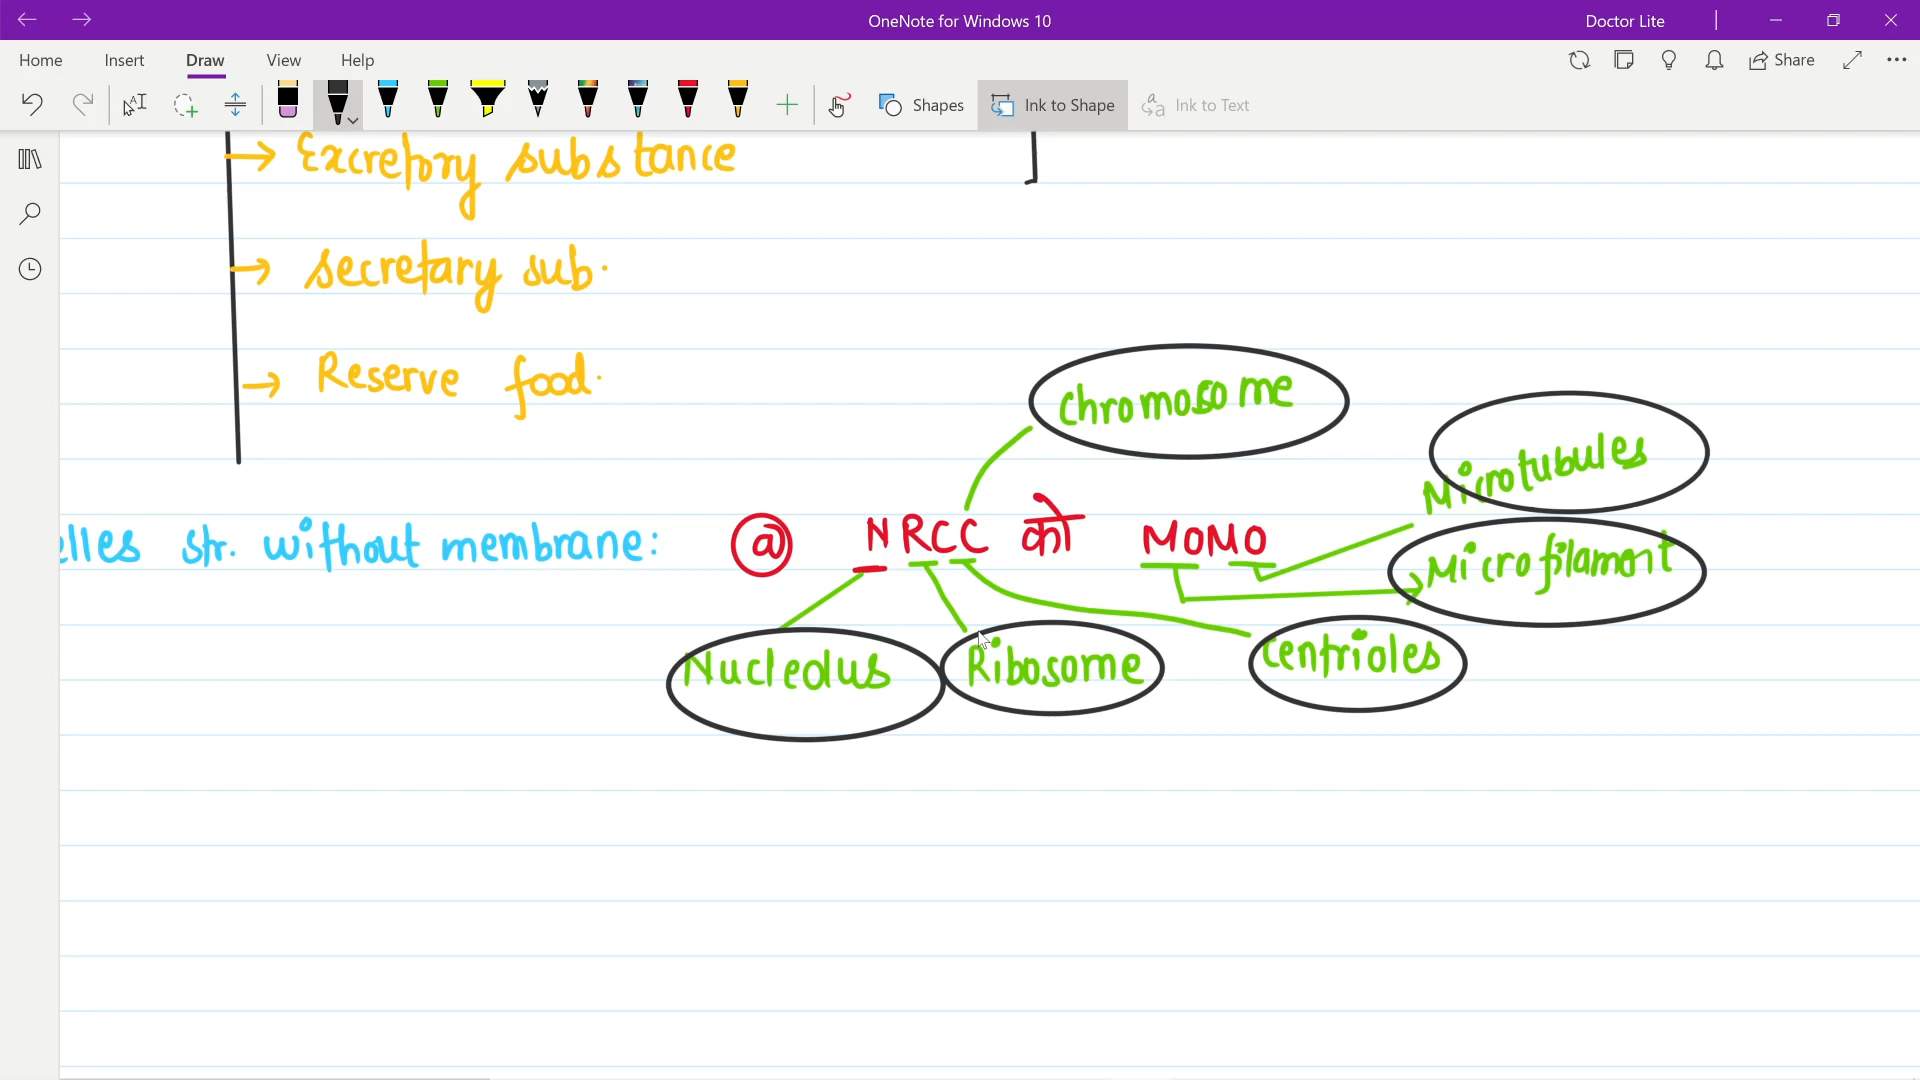 OneNote for Windows 10
Doctor Lite
Home Insert Draw View Help
Share
Shapes Ink to Shape Ink to Text
→ Excretory substance
→ secretary sub.
→ Reserve food.
chromosome
Microtubules
elles str. without membrane: @ NRCC को MOMO
Microfilament
Nucleolus Ribosome Centrioles